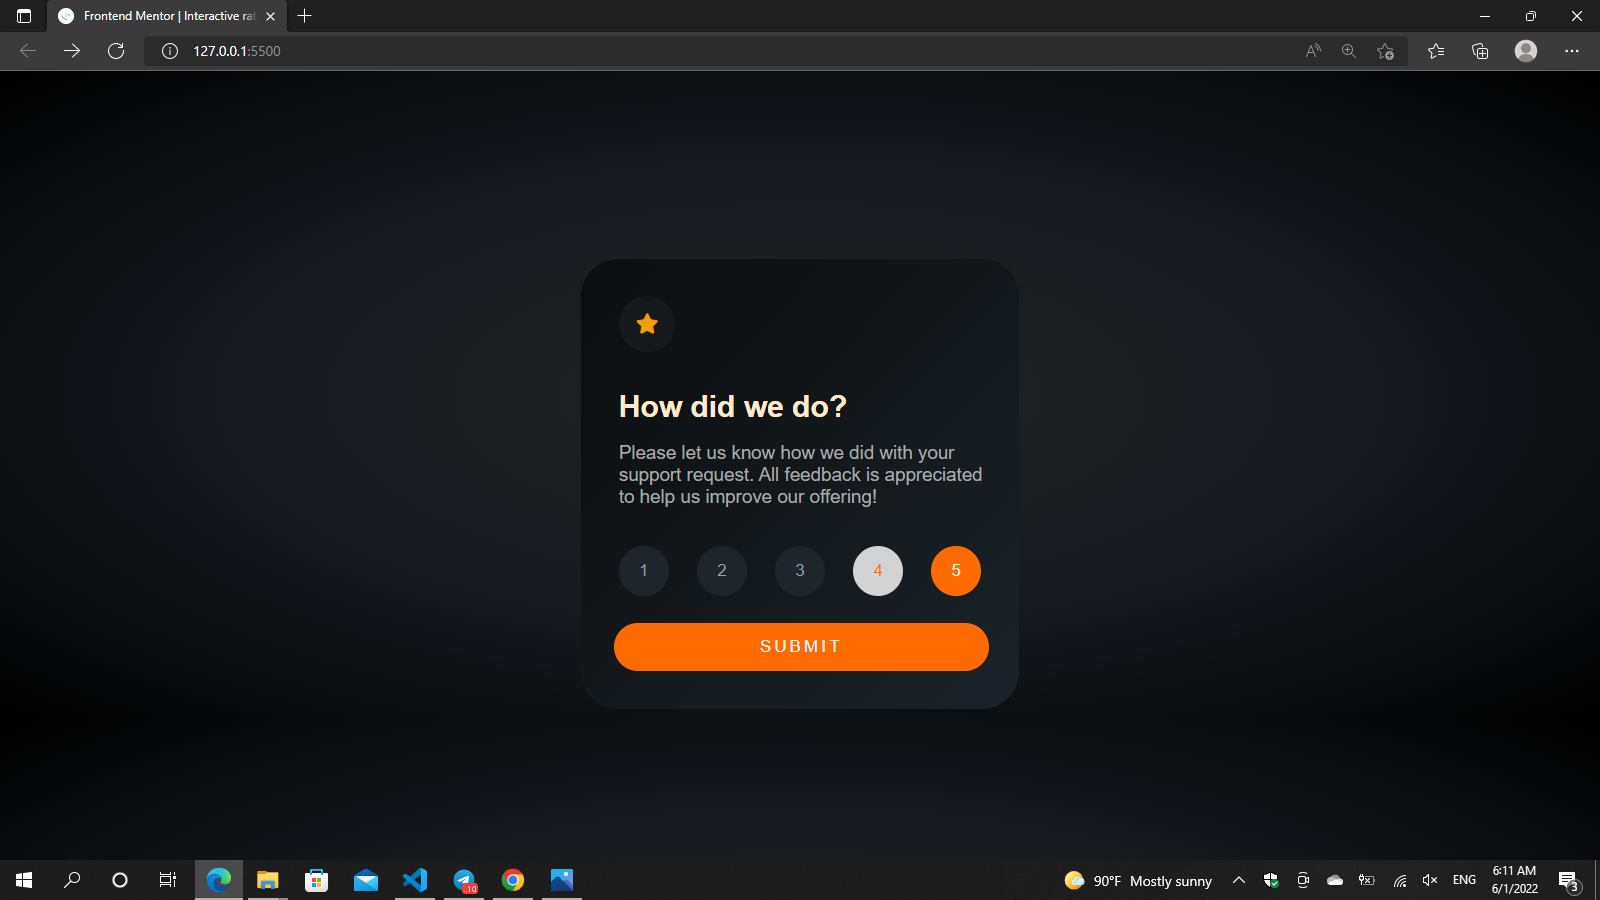 Frontend Mentor | Interactive rat
127.0.0.1:5500
How did we do?
Please let us know how we did with your
support request. All feedback is appreciated
to help us improve our offering!
1 2 3 4 5
SUBMIT
.10
90°F Mostly sunny
ENG
6:11 AM
6/1/2022
3